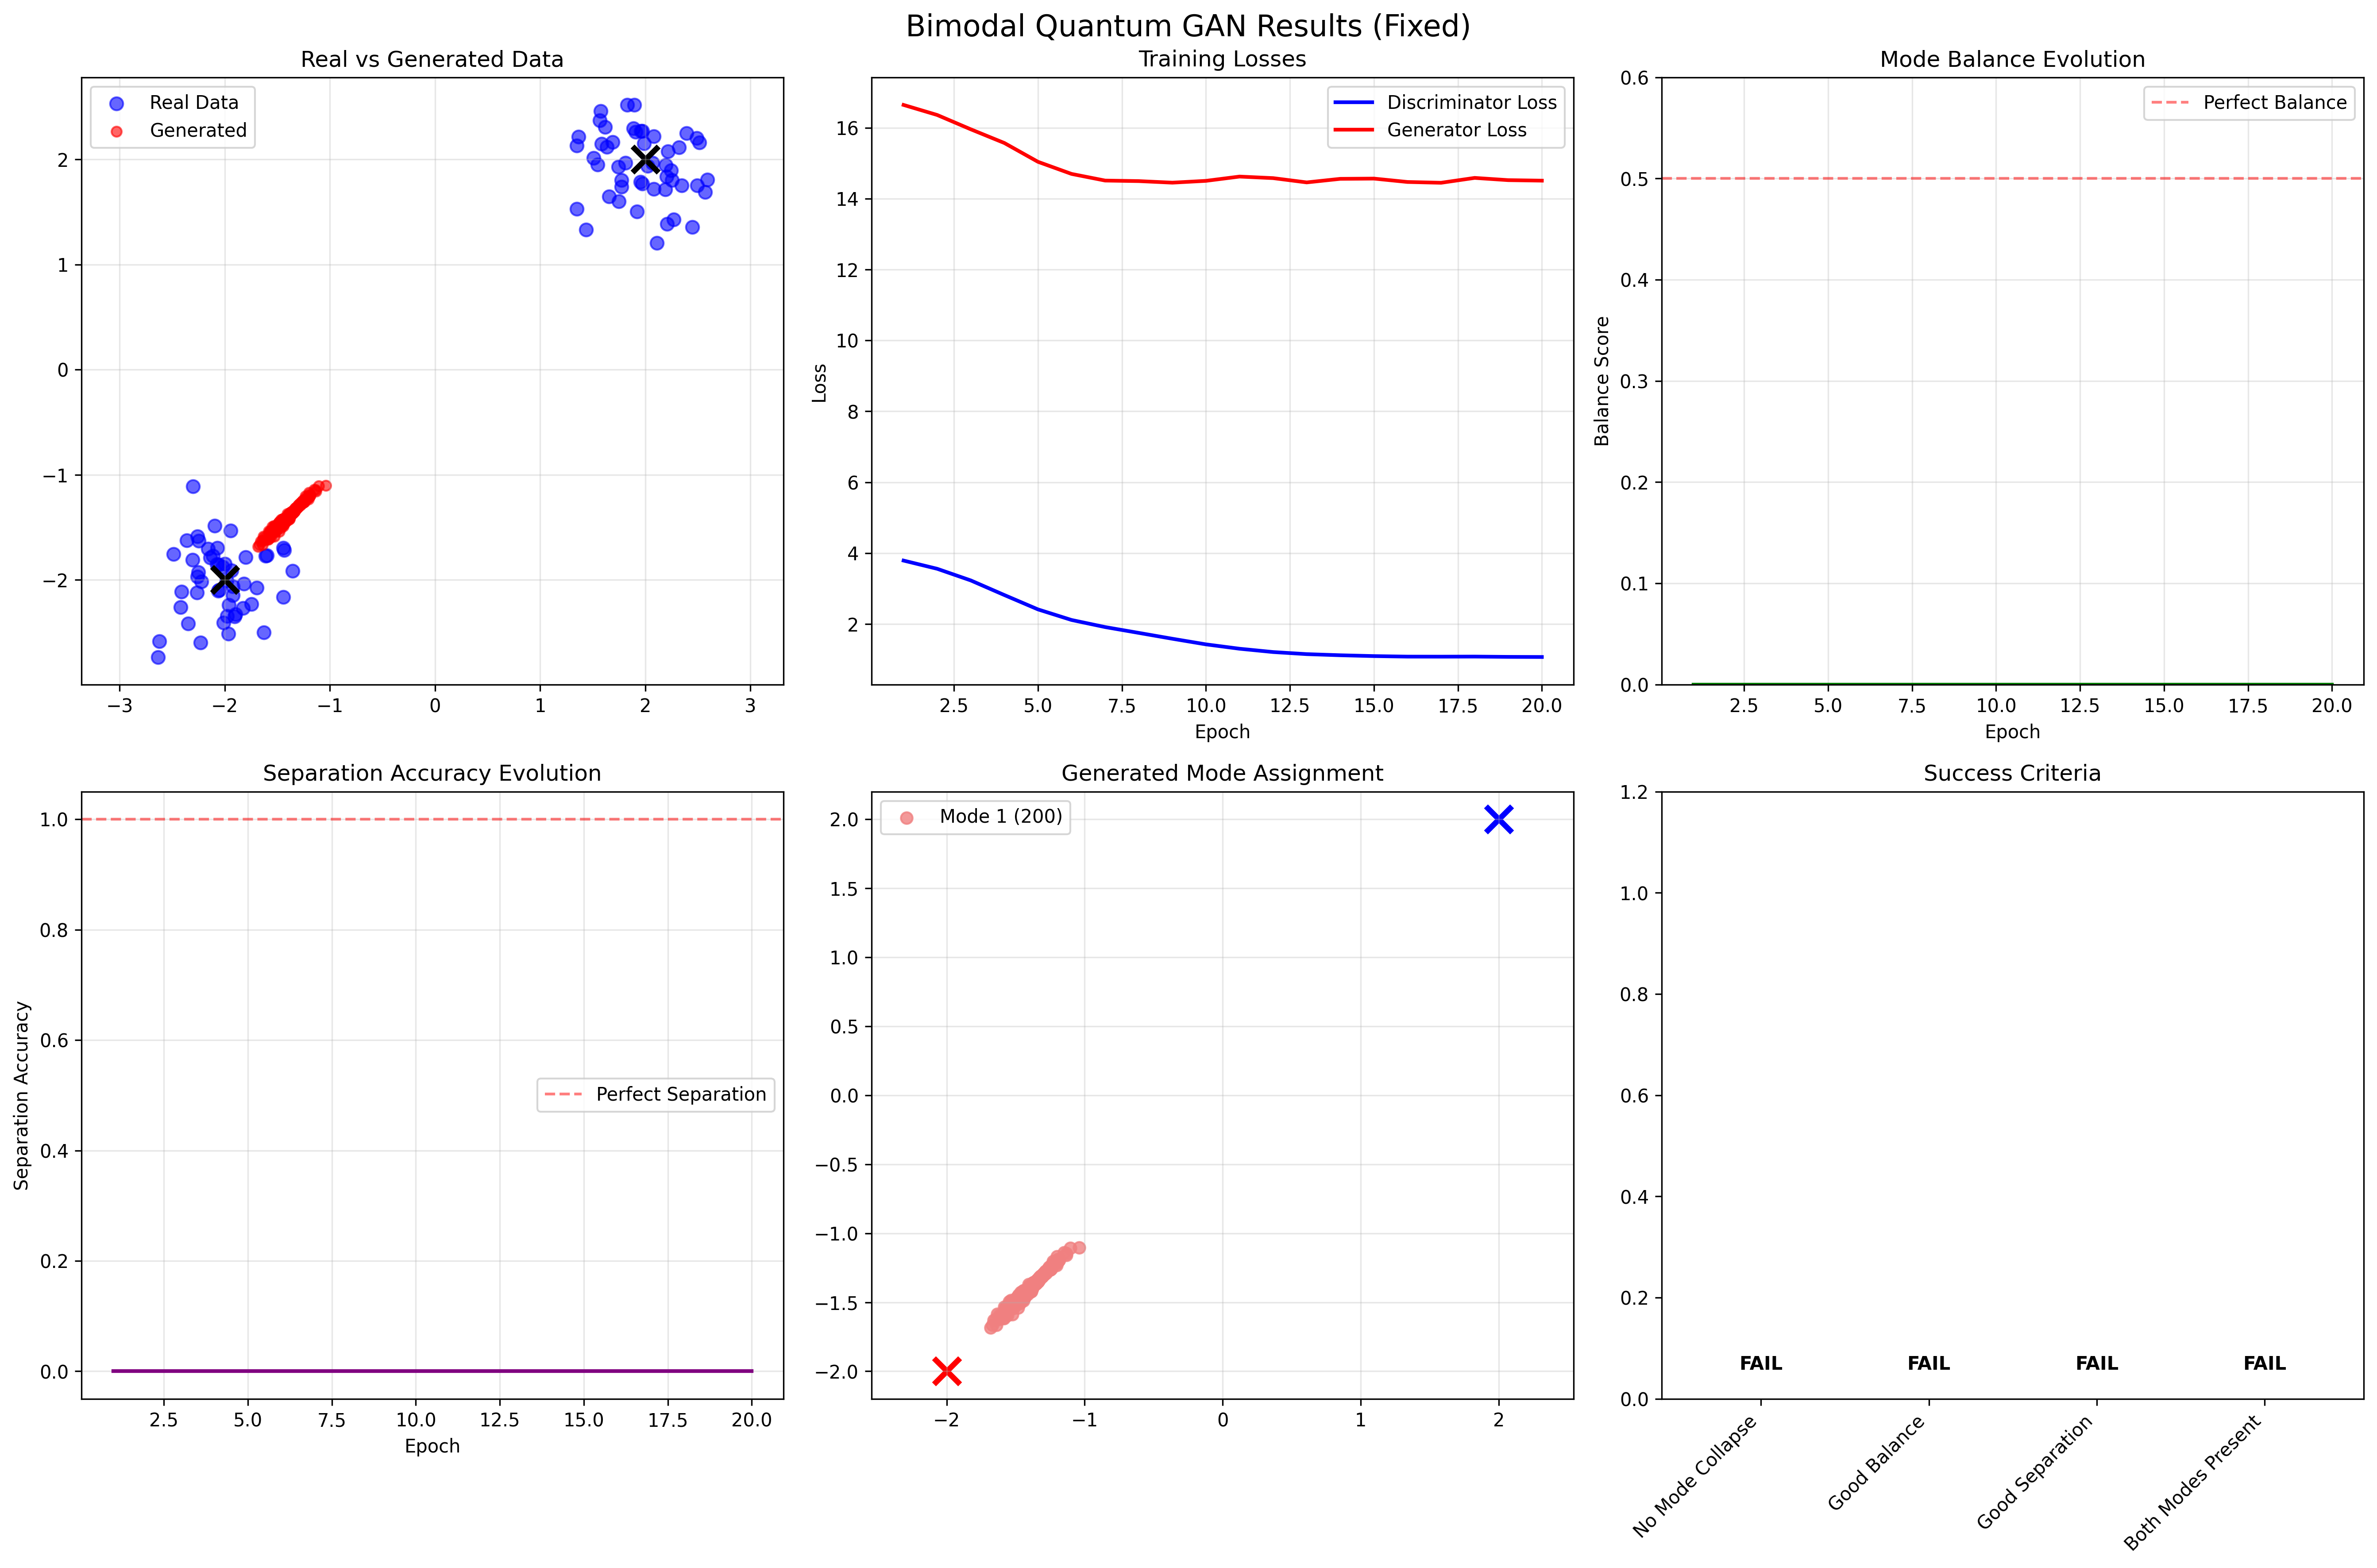 Bimodal Quantum GAN Results (Fixed)
Real vs Generated Data
Real Data
Generated
2
1
0
−1
−2
−3
−2
−1
0
1
2
3
Training Losses
Discriminator Loss
Generator Loss
Loss
16
14
12
10
8
6
4
2
2.5
5.0
7.5
10.0
12.5
15.0
17.5
20.0
Epoch
Mode Balance Evolution
Perfect Balance
Balance Score
0.6
0.5
0.4
0.3
0.2
0.1
0.0
2.5
5.0
7.5
10.0
12.5
15.0
17.5
20.0
Epoch
Separation Accuracy Evolution
Perfect Separation
Separation Accuracy
1.0
0.8
0.6
0.4
0.2
0.0
2.5
5.0
7.5
10.0
12.5
15.0
17.5
20.0
Epoch
Generated Mode Assignment
Mode 1 (200)
2.0
1.5
1.0
0.5
0.0
−0.5
−1.0
−1.5
−2.0
−2
−1
0
1
2
Success Criteria
1.2
1.0
0.8
0.6
0.4
0.2
0.0
FAIL
FAIL
FAIL
FAIL
No Mode Collapse
Good Balance
Good Separation
Both Modes Present